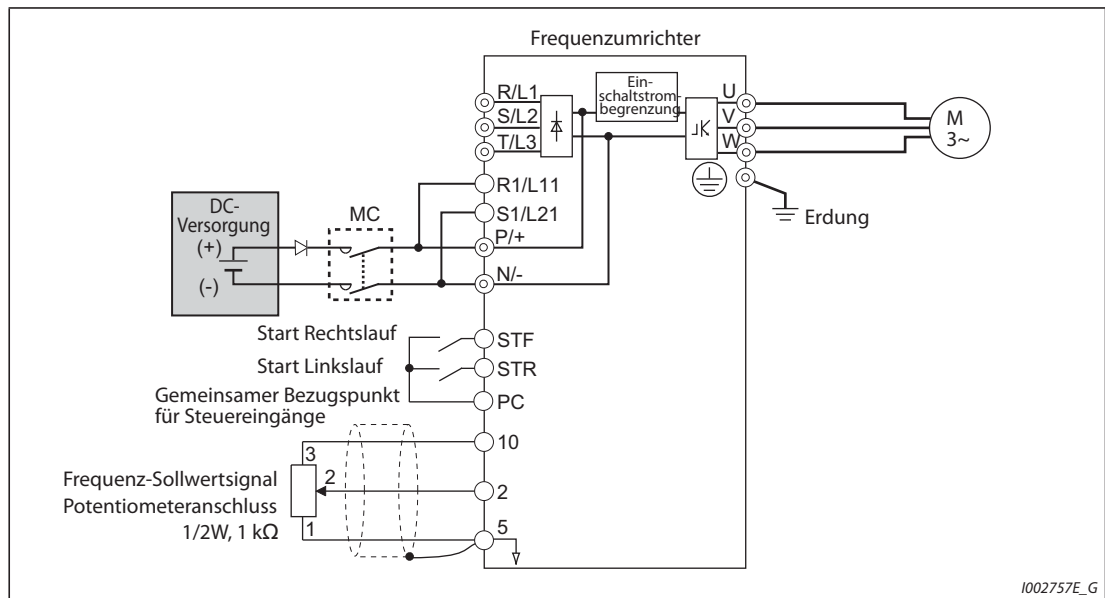 Frequenzumrichter
R/L1
S/L2
T/L3
Ein-
schaltstrom-
begrenzung
U
V
W
M
3~
Erdung
R1/L11
S1/L21
P/+
N/-
DC-
Versorgung
(+)
(-)
MC
Start Rechtslauf
STF
Start Linkslauf
STR
Gemeinsamer Bezugspunkt
für Steuereingänge
PC
10
3
Frequenz-Sollwertsignal
Potentiometeranschluss
1/2W, 1 kΩ
2
2
1
5
I002757E_G